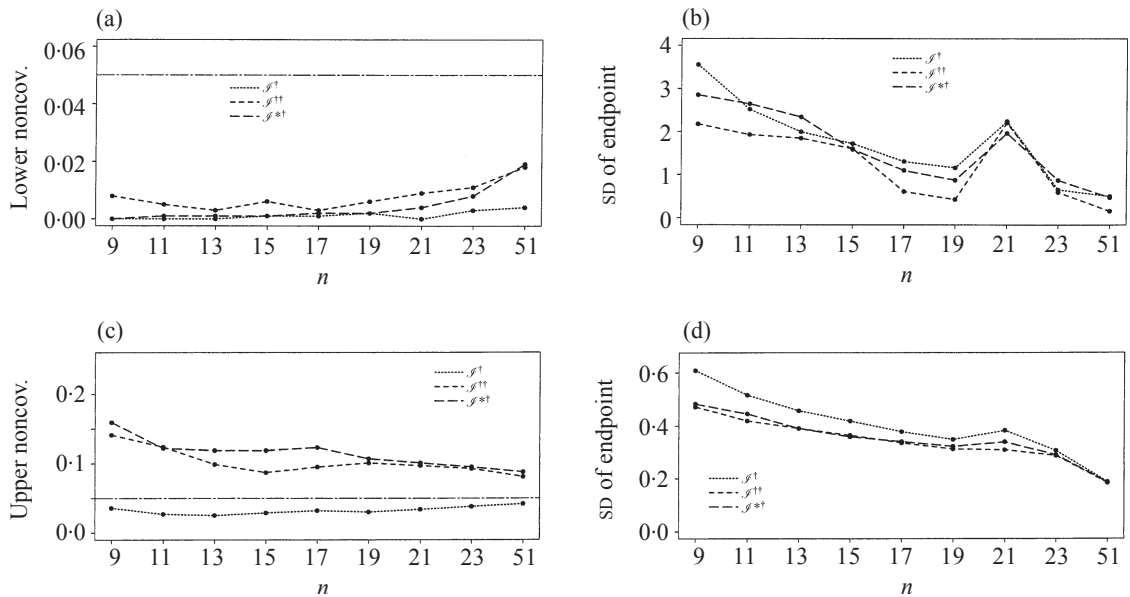 (a)
Lower noncov.
0·06
0·04
0·02
0·00
ℐ†
ℐ††
ℐ*†
9 11 13 15 17 19 21 23 51
n
(b)
SD of endpoint
4
3
2
1
0
ℐ†
ℐ††
ℐ*†
9 11 13 15 17 19 21 23 51
n
(c)
Upper noncov.
0·2
0·1
0·0
ℐ†
ℐ††
ℐ*†
9 11 13 15 17 19 21 23 51
n
(d)
SD of endpoint
0·6
0·4
0·2
0·0
ℐ†
ℐ††
ℐ*†
9 11 13 15 17 19 21 23 51
n